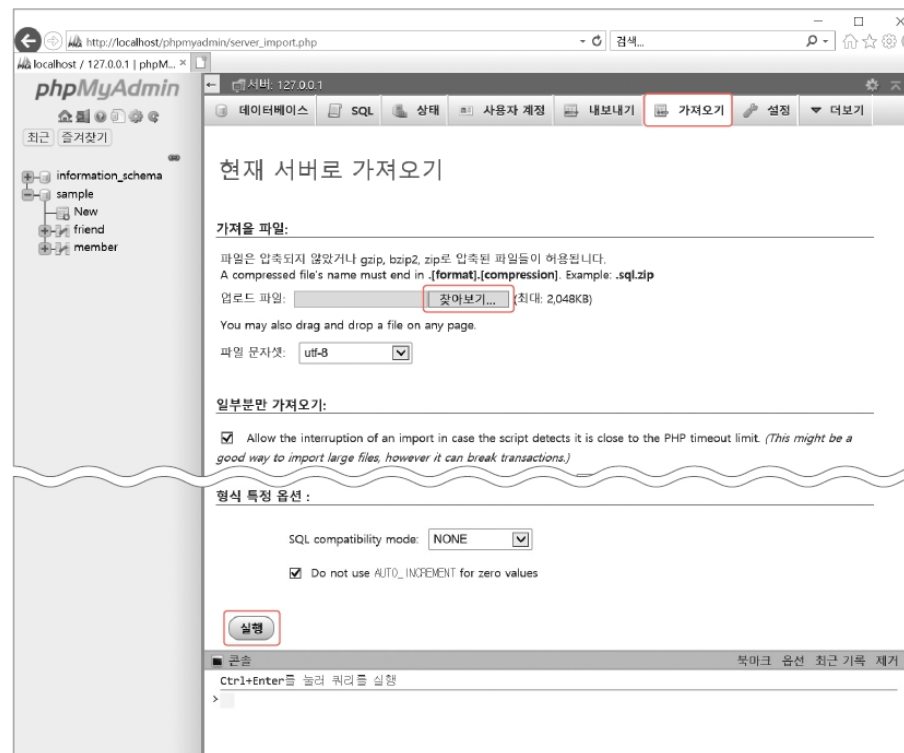 http://localhost/phpmyadmin/server_import.php
검색...
localhost / 127.0.0.1 | phpM...
phpMyAdmin
최근 즐겨찾기
information_schema
sample
New
friend
member
서버: 127.0.0.1
데이터베이스 SQL 상태 사용자 계정 내보내기 가져오기 설정 더보기
현재 서버로 가져오기
가져올 파일:
파일은 압축되지 않았거나 gzip, bzip2, zip로 압축된 파일들이 허용됩니다.
A compressed file's name must end in .[format].[compression]. Example: .sql.zip
업로드 파일: 찾아보기... (최대: 2,048KB)
You may also drag and drop a file on any page.
파일 문자셋: utf-8
일부분만 가져오기:
Allow the interruption of an import in case the script detects it is close to the PHP timeout limit. (This might be a
good way to import large files, however it can break transactions.)
형식 특정 옵션 :
SQL compatibility mode: NONE
Do not use AUTO_INCREMENT for zero values
실행
콘솔 북마크 옵션 최근 기록 제거
Ctrl+Enter를 눌러 쿼리를 실행
>